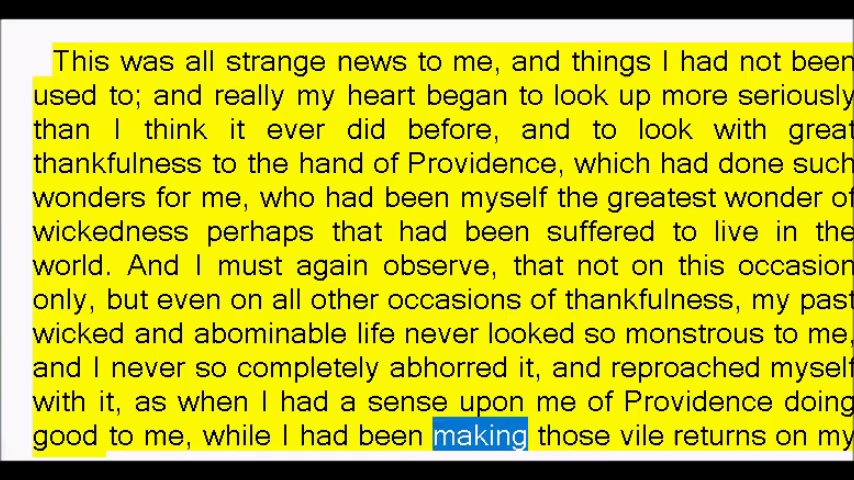 This was all strange news to me, and things I had not been
used to; and really my heart began to look up more seriously
than I think it ever did before, and to look with great
thankfulness to the hand of Providence, which had done such
wonders for me, who had been myself the greatest wonder of
wickedness perhaps that had been suffered to live in the
world. And I must again observe, that not on this occasion
only, but even on all other occasions of thankfulness, my past
wicked and abominable life never looked so monstrous to me,
and I never so completely abhorred it, and reproached myself
with it, as when I had a sense upon me of Providence doing
good to me, while I had been making those vile returns on my